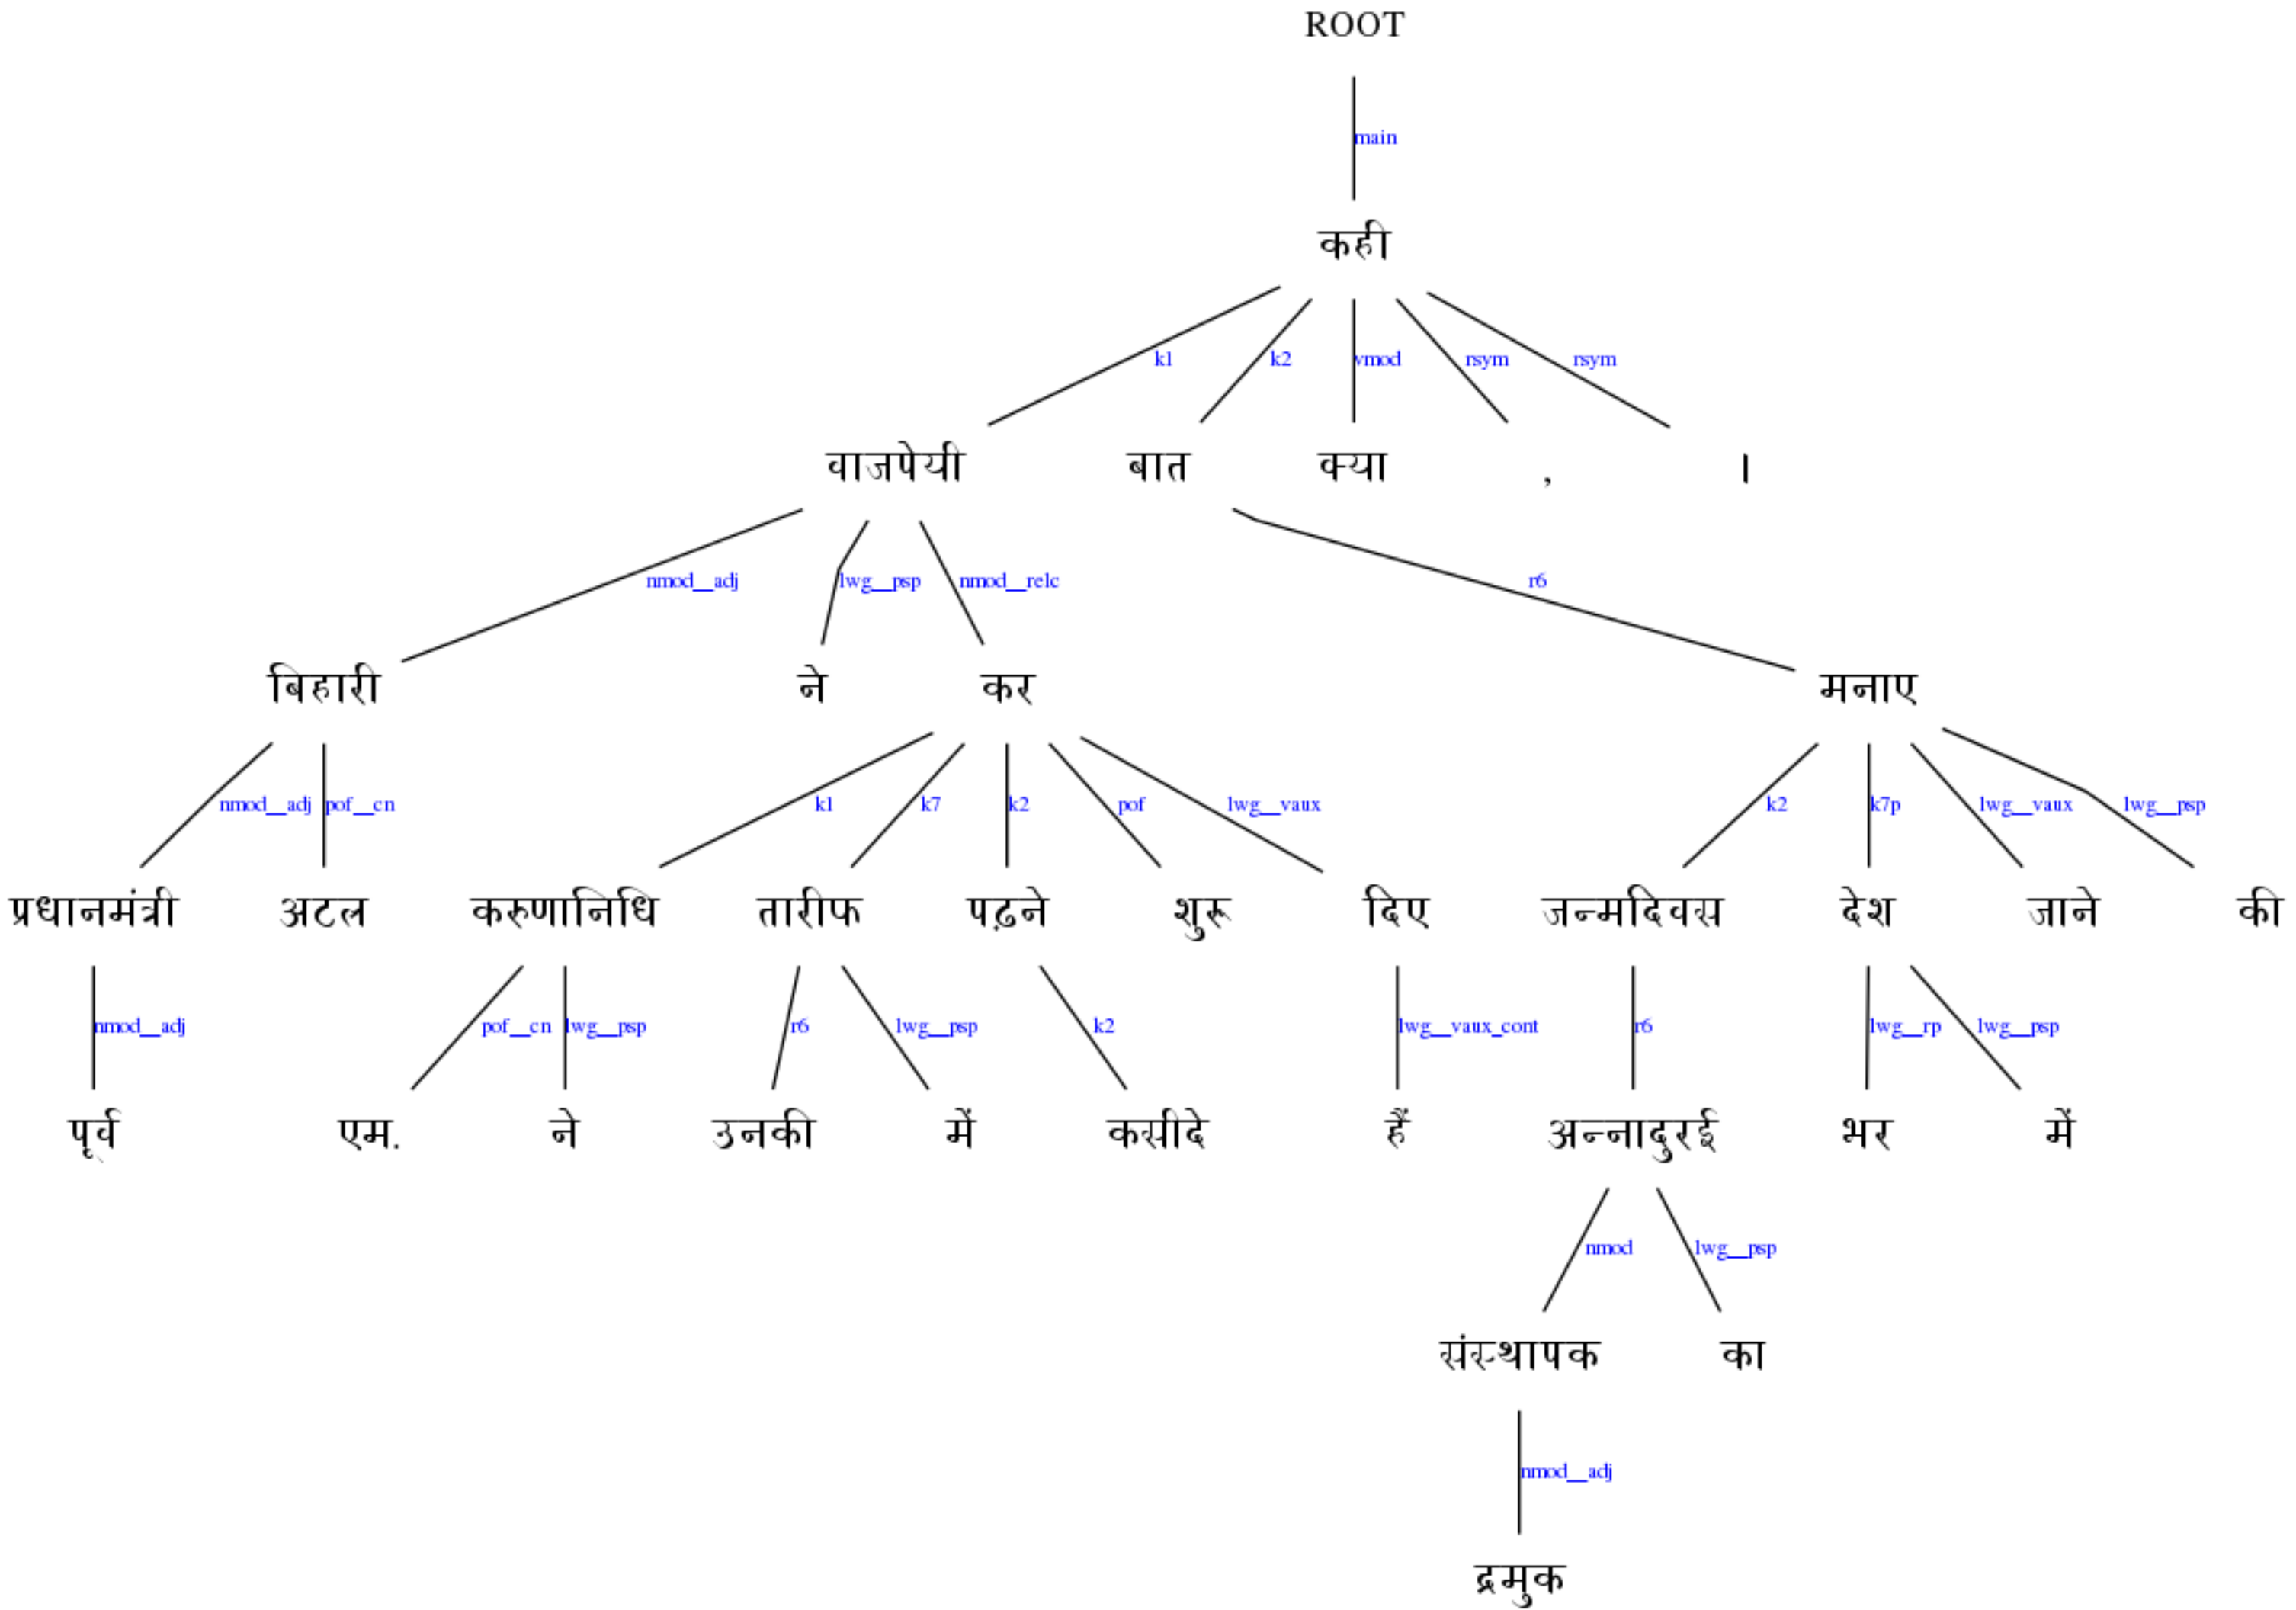 ROOT
main
कही
k1 k2 vmod rsym rsym
वाजपेयी बात क्या , ।
nmod__adj lwg__psp nmod__relc r6
बिहारी ने कर मनाए
nmod__adj pof__cn k1 k7 k2 pof lwg__vaux k2 k7p lwg__vaux lwg__psp
प्रधानमंत्री अटल करुणानिधि तारीफ पढ़ने शुरू दिए जन्मदिवस देश जाने की
nmod__adj pof__cn lwg__psp r6 lwg__psp k2 lwg__vaux_cont r6 lwg__rp lwg__psp
पूर्व एम. ने उनकी में कसीदे हैं अन्नादुरई भर में
nmod lwg__psp
संस्थापक का
nmod__adj
द्रमुक